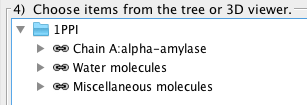 4) Choose items from the tree or 3D viewer.
1PPI
Chain A:alpha-amylase
Water molecules
Miscellaneous molecules